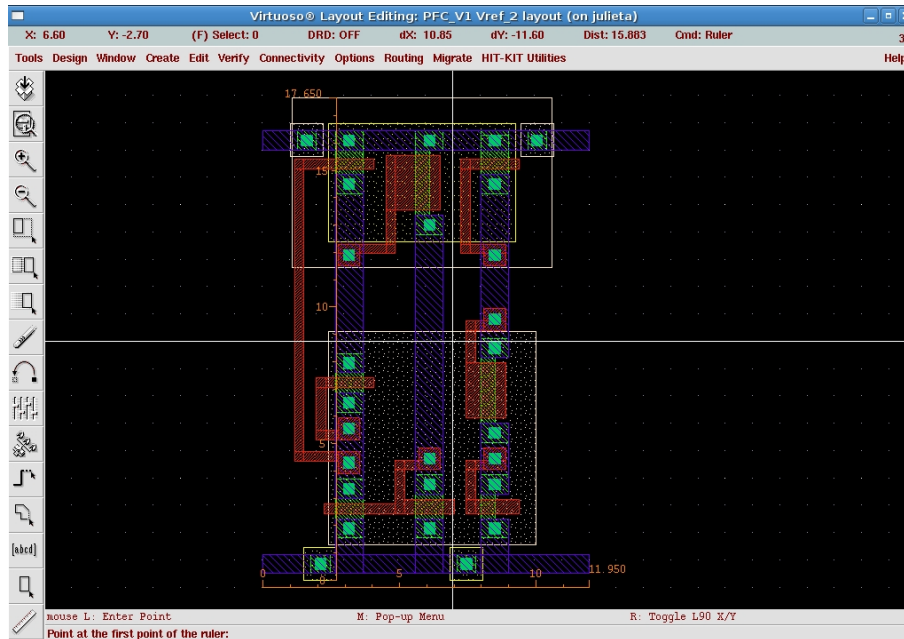 Virtuoso® Layout Editing: PFC_V1 Vref_2 layout (on julieta)
X: 6.60 Y: -2.70 (F) Select: 0 DRD: OFF dX: 10.85 dY: -11.60 Dist: 15.883 Cmd: Ruler 3
Tools Design Window Create Edit Verify Connectivity Options Routing Migrate HIT-KIT Utilities Help
17.650
15
10
5
0
0 5 10 11.950
[abcd]
mouse L: Enter Point M: Pop-up Menu R: Toggle L90 X/Y
Point at the first point of the ruler: